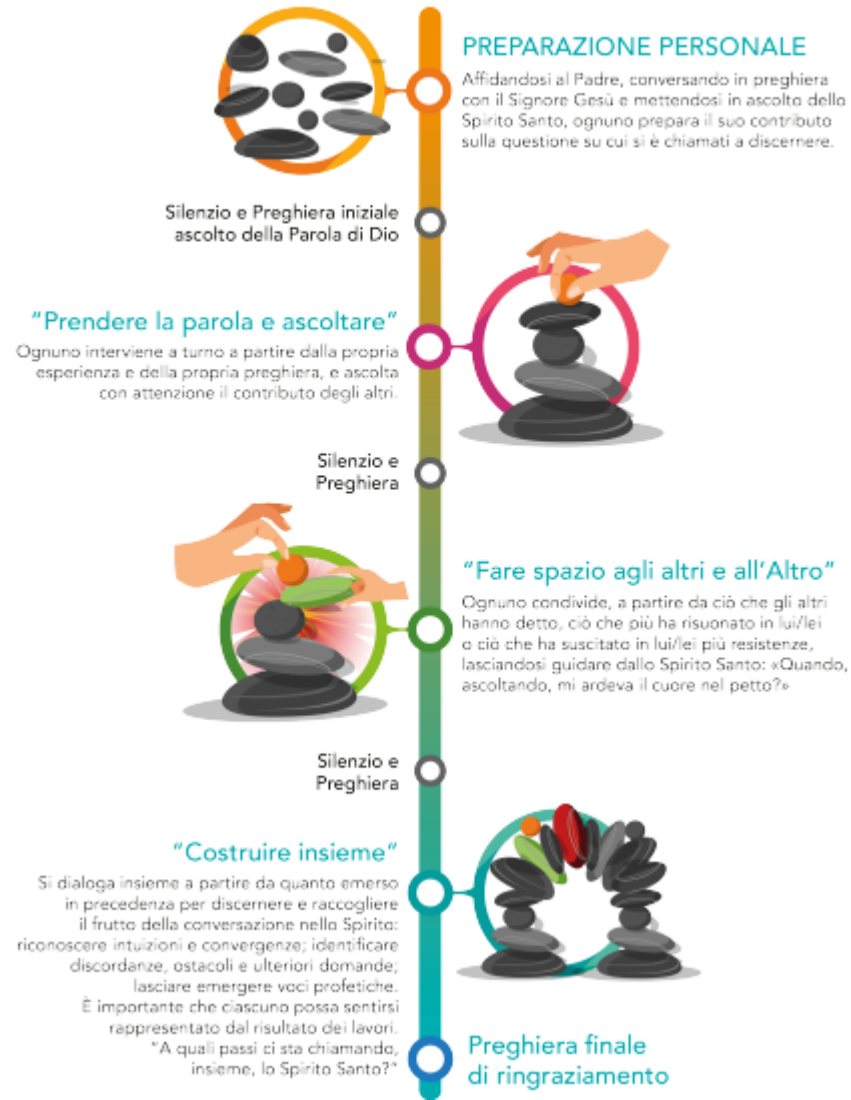 PREPARAZIONE PERSONALE
Affidandosi al Padre, conversando in preghiera
con il Signore Gesù e mettendosi in ascolto dello
Spirito Santo, ognuno prepara il suo contributo
sulla questione su cui si è chiamati a discernere.
Silenzio e Preghiera iniziale
ascolto della Parola di Dio
“Prendere la parola e ascoltare”
Ognuno interviene a turno a partire dalla propria
esperienza e della propria preghiera, e ascolta
con attenzione il contributo degli altri.
Silenzio e
Preghiera
“Fare spazio agli altri e all’Altro”
Ognuno condivide, a partire da ciò che gli altri
hanno detto, ciò che più ha risuonato in lui/lei
o ciò che ha suscitato in lui/lei più resistenze,
lasciandosi guidare dallo Spirito Santo: «Quando,
ascoltando, mi ardeva il cuore nel petto?»
Silenzio e
Preghiera
“Costruire insieme”
Si dialoga insieme a partire da quanto emerso
in precedenza per discernere e raccogliere
il frutto della conversazione nello Spirito:
riconoscere intuizioni e convergenze; identificare
discordanze, ostacoli e ulteriori domande;
lasciare emergere voci profetiche.
È importante che ciascuno possa sentirsi
rappresentato dal risultato dei lavori.
“A quali passi ci sta chiamando,
insieme, lo Spirito Santo?”
Preghiera finale
di ringraziamento